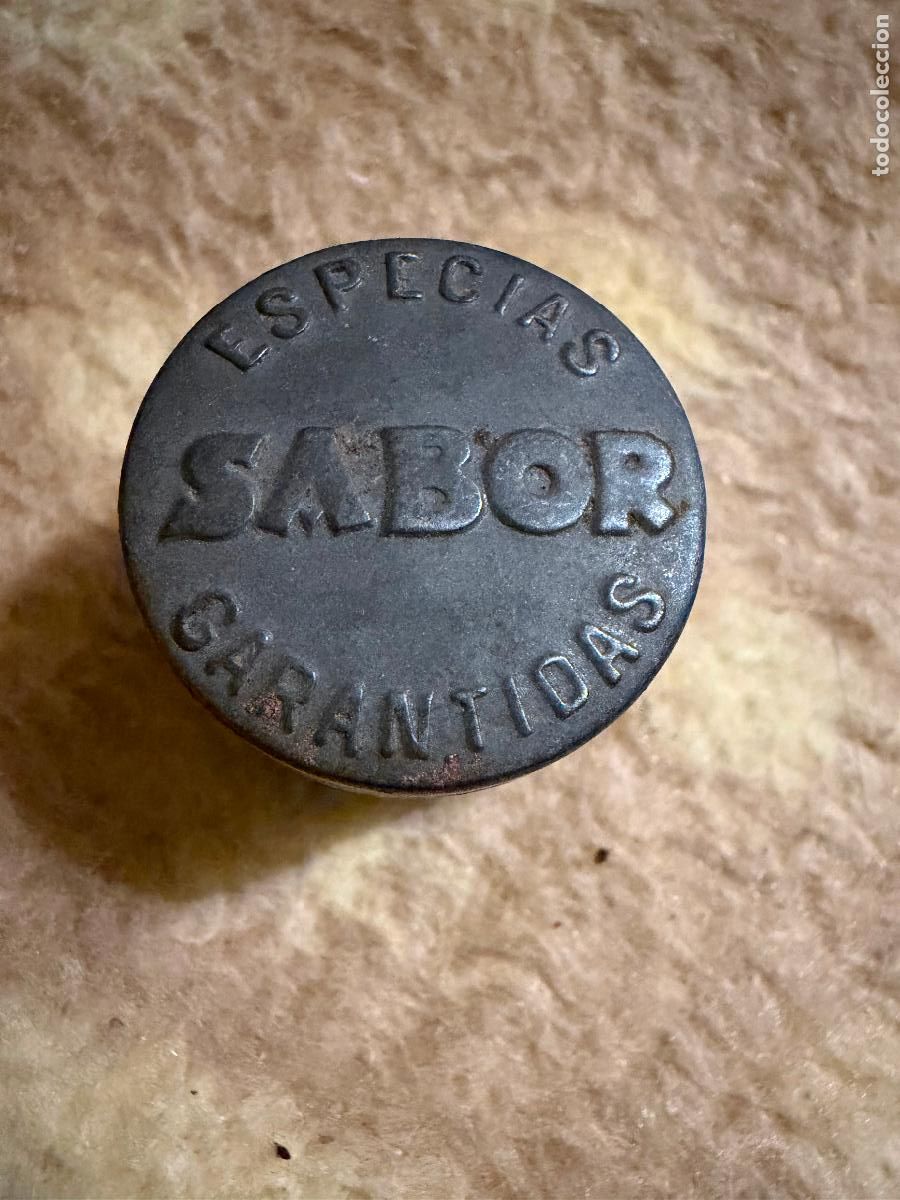 ESPECIAS
SABOR
GARANTIDAS
todocoleccion